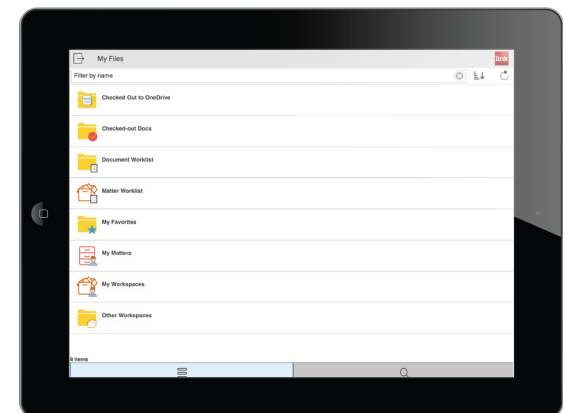 My Files
link
Filter by name
Checked Out to OneDrive
Checked-out Docs
Document Worklist
Matter Worklist
My Favorites
My Matters
My Workspaces
Other Workspaces
8 items